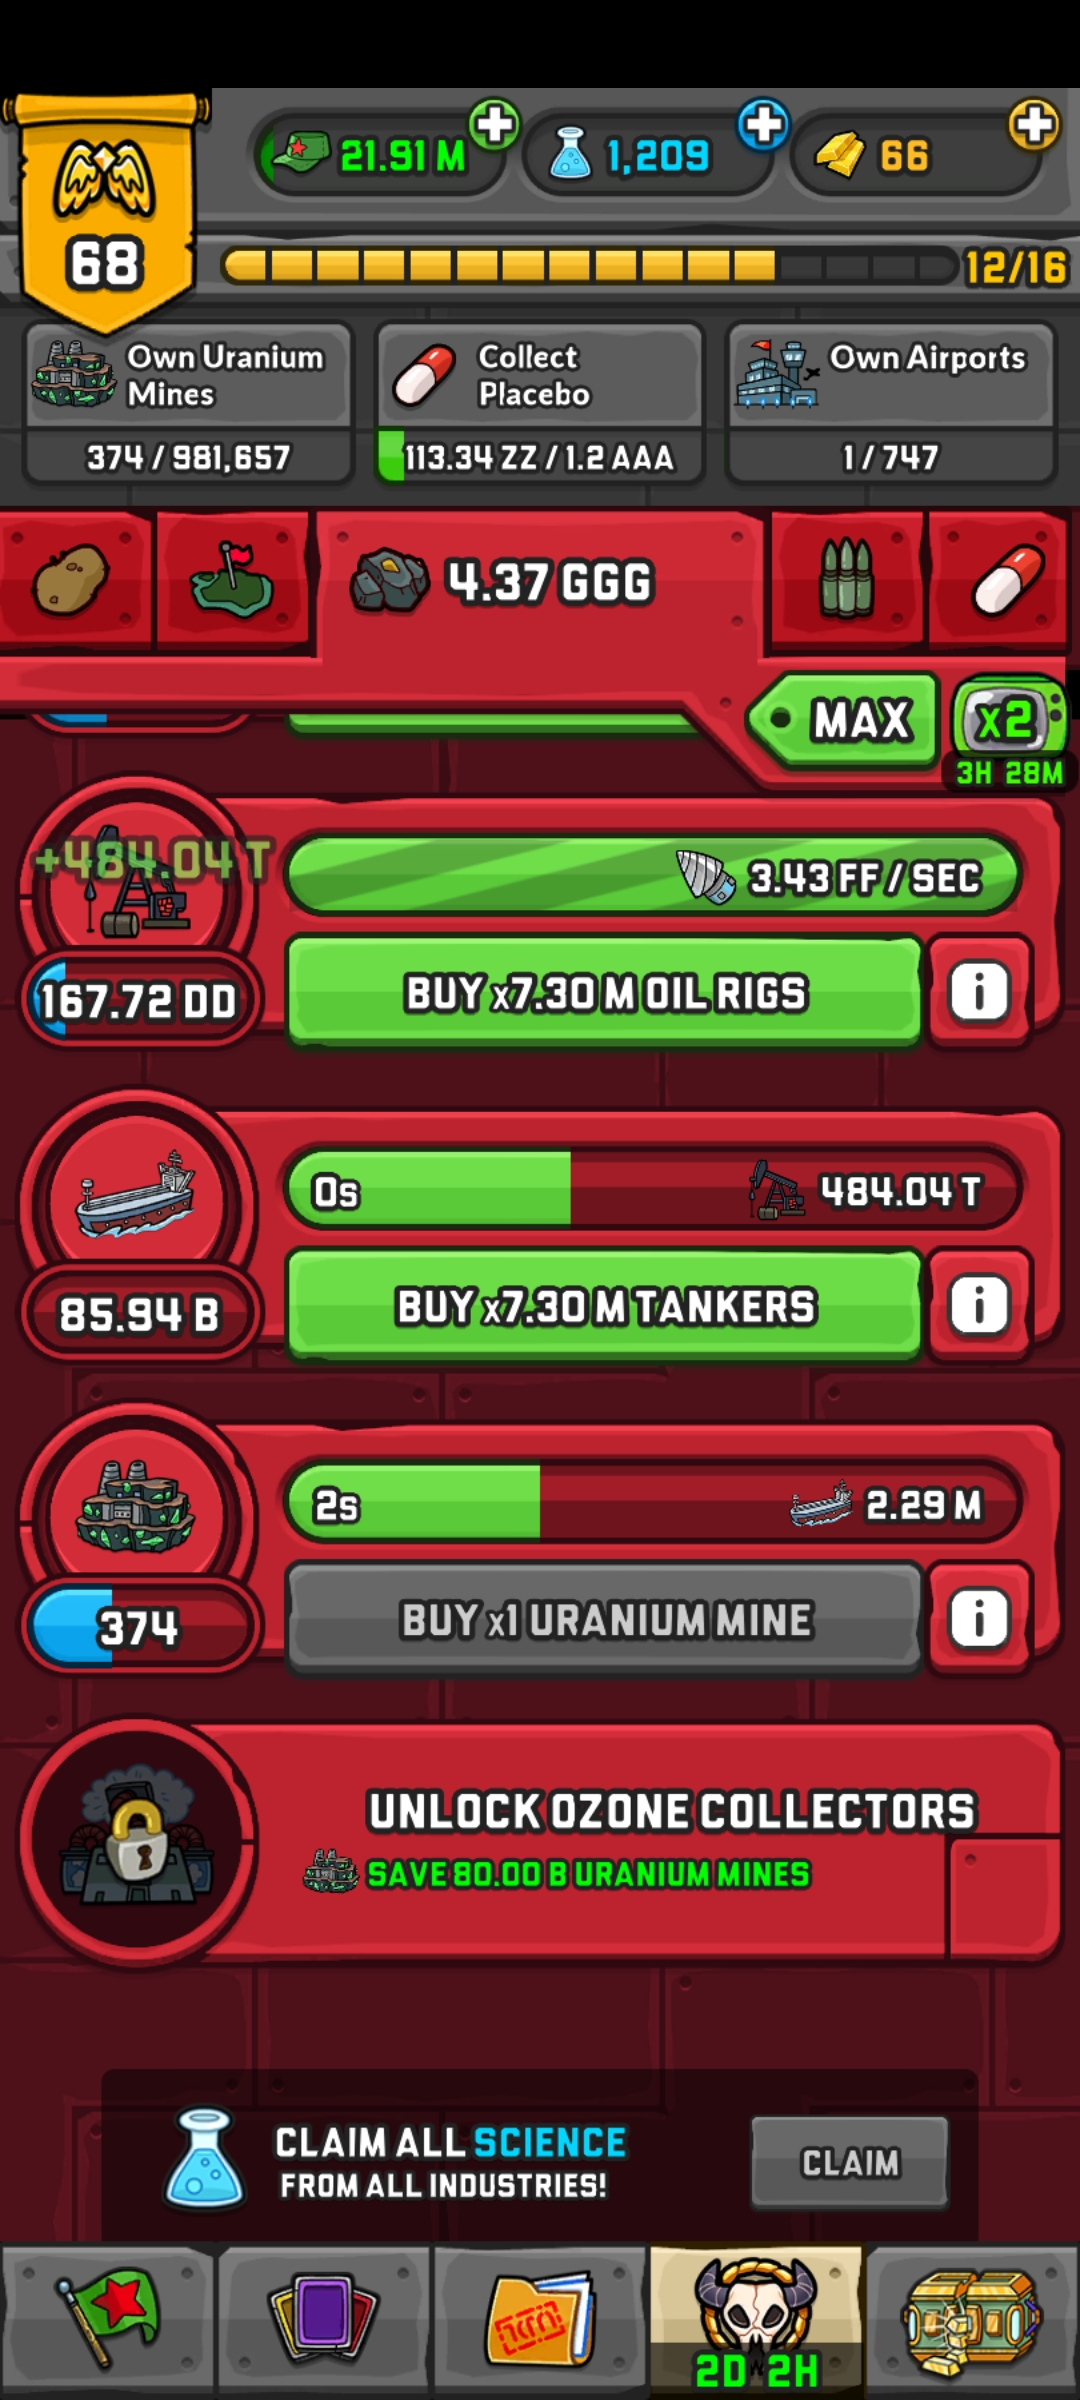 68
21.91 M
1,209
66
12/16
Own Uranium
Mines
374 / 981,657
Collect
Placebo
113.34 ZZ / 1.2 AAA
Own Airports
1 / 747
4.37 GGG
MAX
x2
3H 28M
+484.04 T
3.43 FF / SEC
167.72 DD
BUY x7.30 M OIL RIGS
i
0s
484.04 T
85.94 B
BUY x7.30 M TANKERS
i
2s
2.29 M
374
BUY x1 URANIUM MINE
i
UNLOCK OZONE COLLECTORS
SAVE 80.00 B URANIUM MINES
CLAIM ALL SCIENCE
FROM ALL INDUSTRIES!
CLAIM
2D 2H